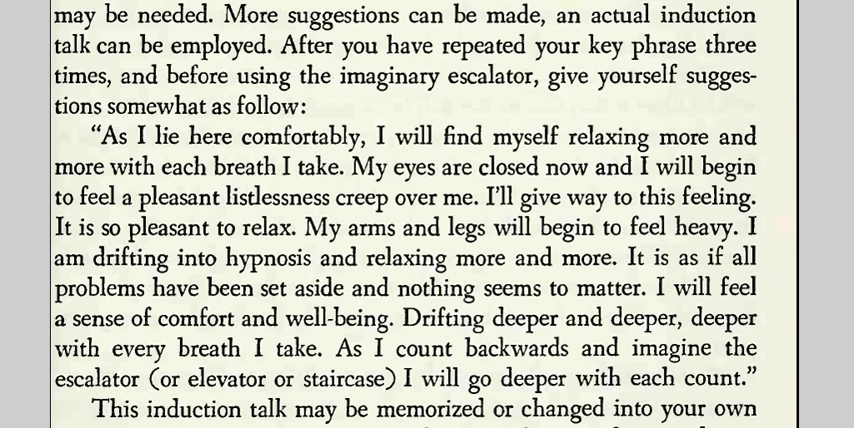 may be needed. More suggestions can be made, an actual induction
talk can be employed. After you have repeated your key phrase three
times, and before using the imaginary escalator, give yourself sugges-
tions somewhat as follow:
“As I lie here comfortably, I will find myself relaxing more and
more with each breath I take. My eyes are closed now and I will begin
to feel a pleasant listlessness creep over me. I’ll give way to this feeling.
It is so pleasant to relax. My arms and legs will begin to feel heavy. I
am drifting into hypnosis and relaxing more and more. It is as if all
problems have been set aside and nothing seems to matter. I will feel
a sense of comfort and well-being. Drifting deeper and deeper, deeper
with every breath I take. As I count backwards and imagine the
escalator (or elevator or staircase) I will go deeper with each count.”
This induction talk may be memorized or changed into your own